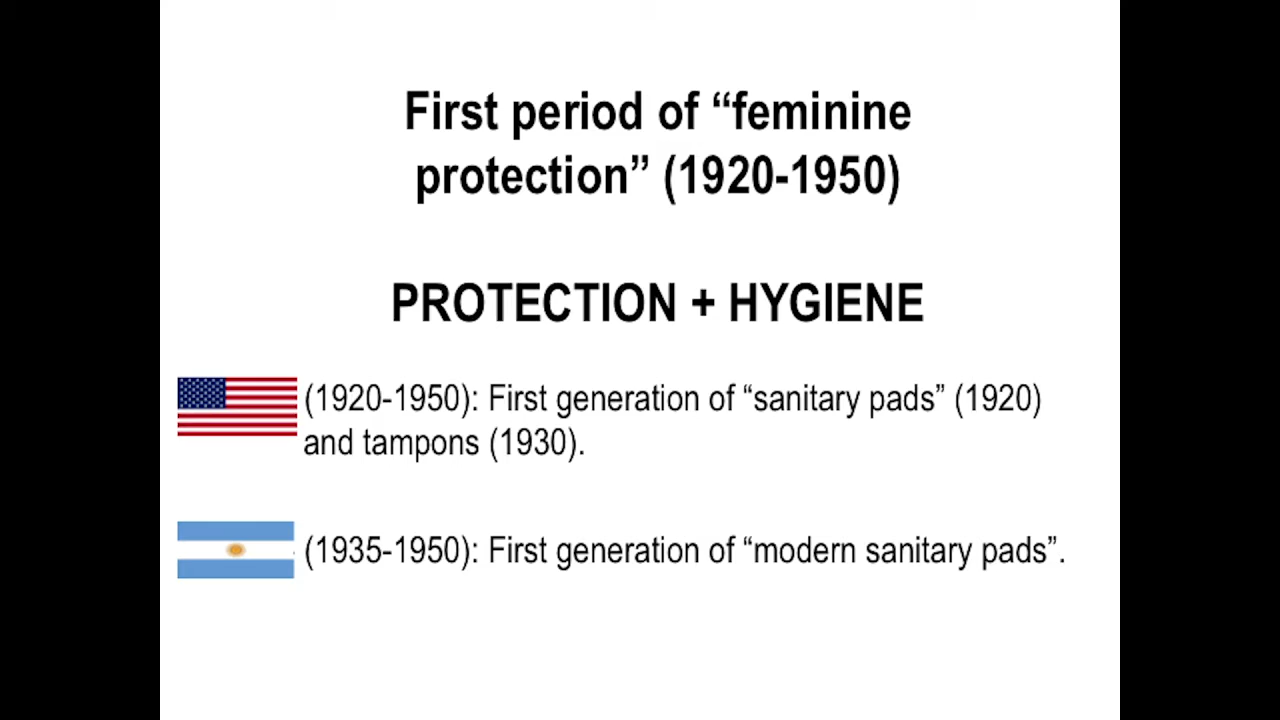 First period of “feminine
protection” (1920-1950)
PROTECTION + HYGIENE
(1920-1950): First generation of “sanitary pads” (1920)
and tampons (1930).
(1935-1950): First generation of “modern sanitary pads”.